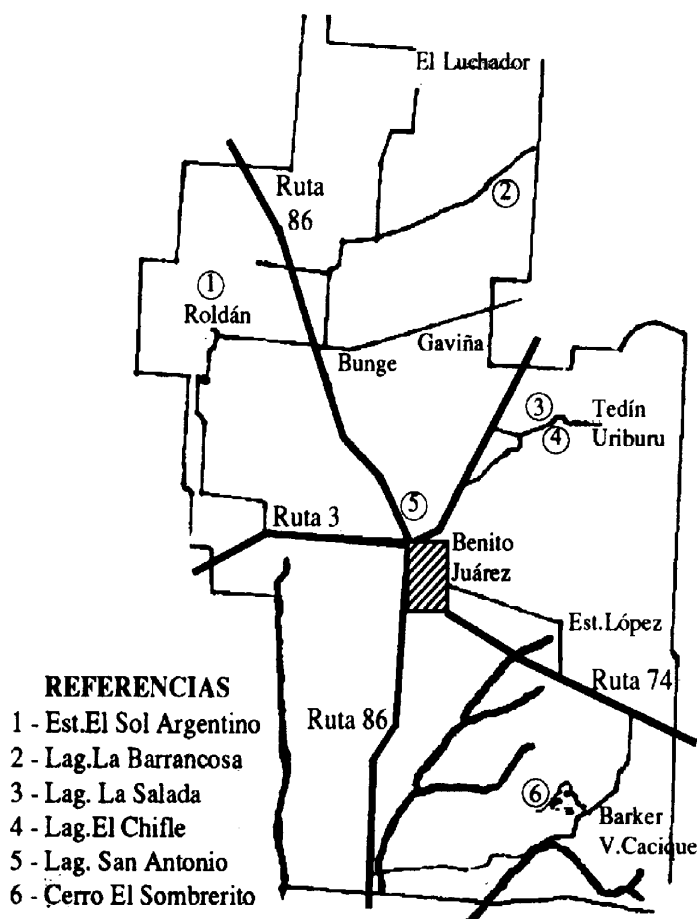 El Luchador
Ruta
86
2
1
Roldán
Gaviña
Bunge
3
4
Tedín
Uriburu
5
Ruta 3
Benito
Juárez
Est.López
Ruta 74
Ruta 86
6
Barker
V.Cacique
REFERENCIAS
1 - Est.El Sol Argentino
2 - Lag.La Barrancosa
3 - Lag. La Salada
4 - Lag.El Chifle
5 - Lag. San Antonio
6 - Cerro El Sombrerito